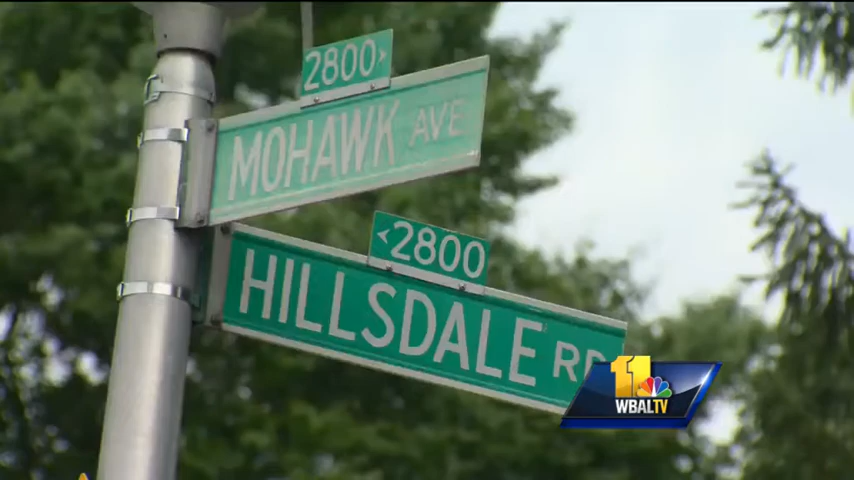 2800
MOHAWK AVE
2800
HILLSDALE RD
11
WBALTV